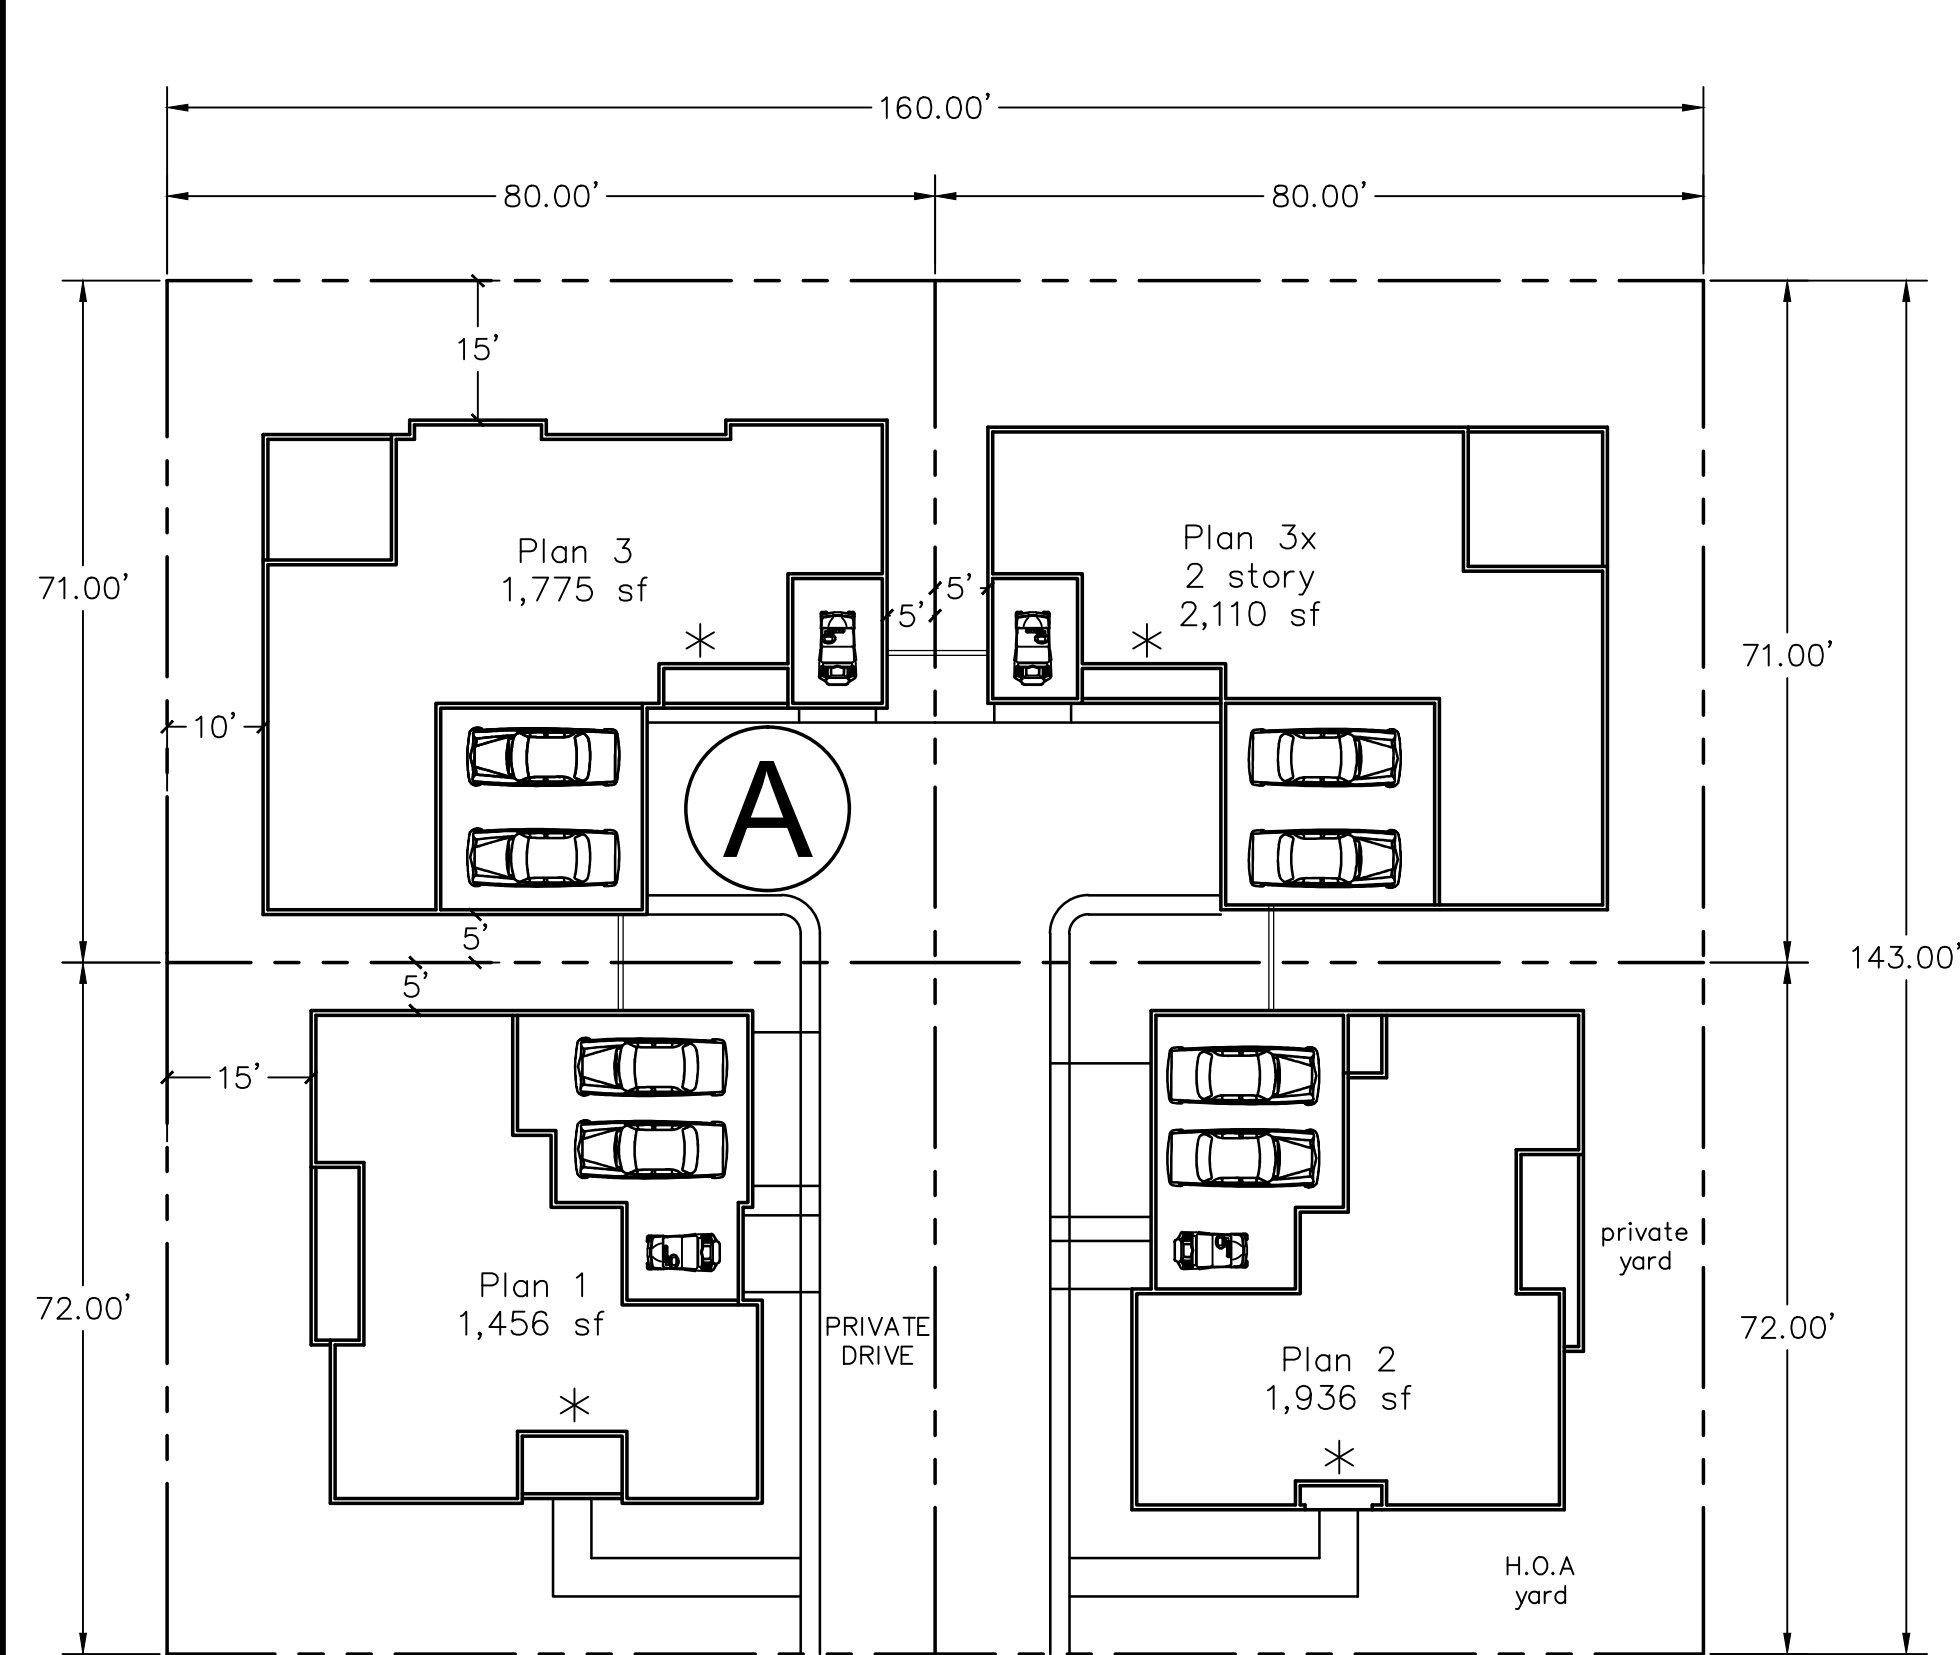 160.00'
80.00'
80.00'
15'
Plan 3
1,775 sf
Plan 3x
2 story
2,110 sf
71.00'
5'
5'
71.00'
10'
A
5'
143.00'
5'
15'
private
yard
Plan 1
1,456 sf
72.00'
PRIVATE
DRIVE
72.00'
Plan 2
1,936 sf
H.O.A
yard